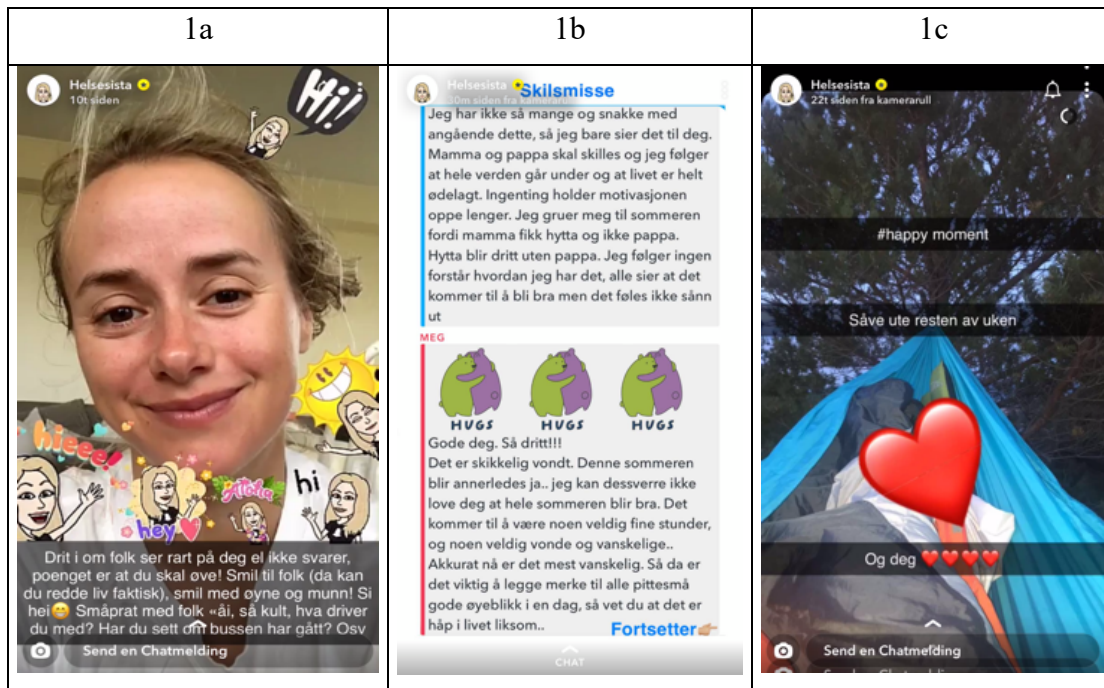 1a
1b
1c
Helsesista
10t siden
Hi!
hieee!
hey
Aloha
hi
Drit i om folk ser rart på deg el ikke svarer,
poenget er at du skal øve! Smil til folk (da kan
du redde liv faktisk), smil med øyne og munn! Si
hei😁 Småprat med folk «åi, så kult, hva driver
du med? Har du sett om bussen har gått? Osv
Send en Chatmelding
Helsesista
30m siden fra kamerarull
Skilsmisse
Jeg har ikke så mange og snakke med
angående dette, så jeg bare sier det til deg.
Mamma og pappa skal skilles og jeg følger
at hele verden går under og at livet er helt
ødelagt. Ingenting holder motivasjonen
oppe lenger. Jeg gruer meg til sommeren
fordi mamma fikk hytta og ikke pappa.
Hytta blir dritt uten pappa. Jeg følger ingen
forstår hvordan jeg har det, alle sier at det
kommer til å bli bra men det føles ikke sånn
ut
MEG
HUGS HUGS HUGS
Gode deg. Så dritt!!!
Det er skikkelig vondt. Denne sommeren
blir annerledes ja.. jeg kan dessverre ikke
love deg at hele sommeren blir bra. Det
kommer til å være noen veldig fine stunder,
og noen veldig vonde og vanskelige..
Akkurat nå er det mest vanskelig. Så da er
det viktig å legge merke til alle pittesmå
gode øyeblikk i en dag, så vet du at det er
håp i livet liksom..
Fortsetter👉🏼
CHAT
Helsesista
22t siden fra kamerarull
#happy moment
Såve ute resten av uken
Og deg ❤️❤️❤️❤️
Send en Chatmelding